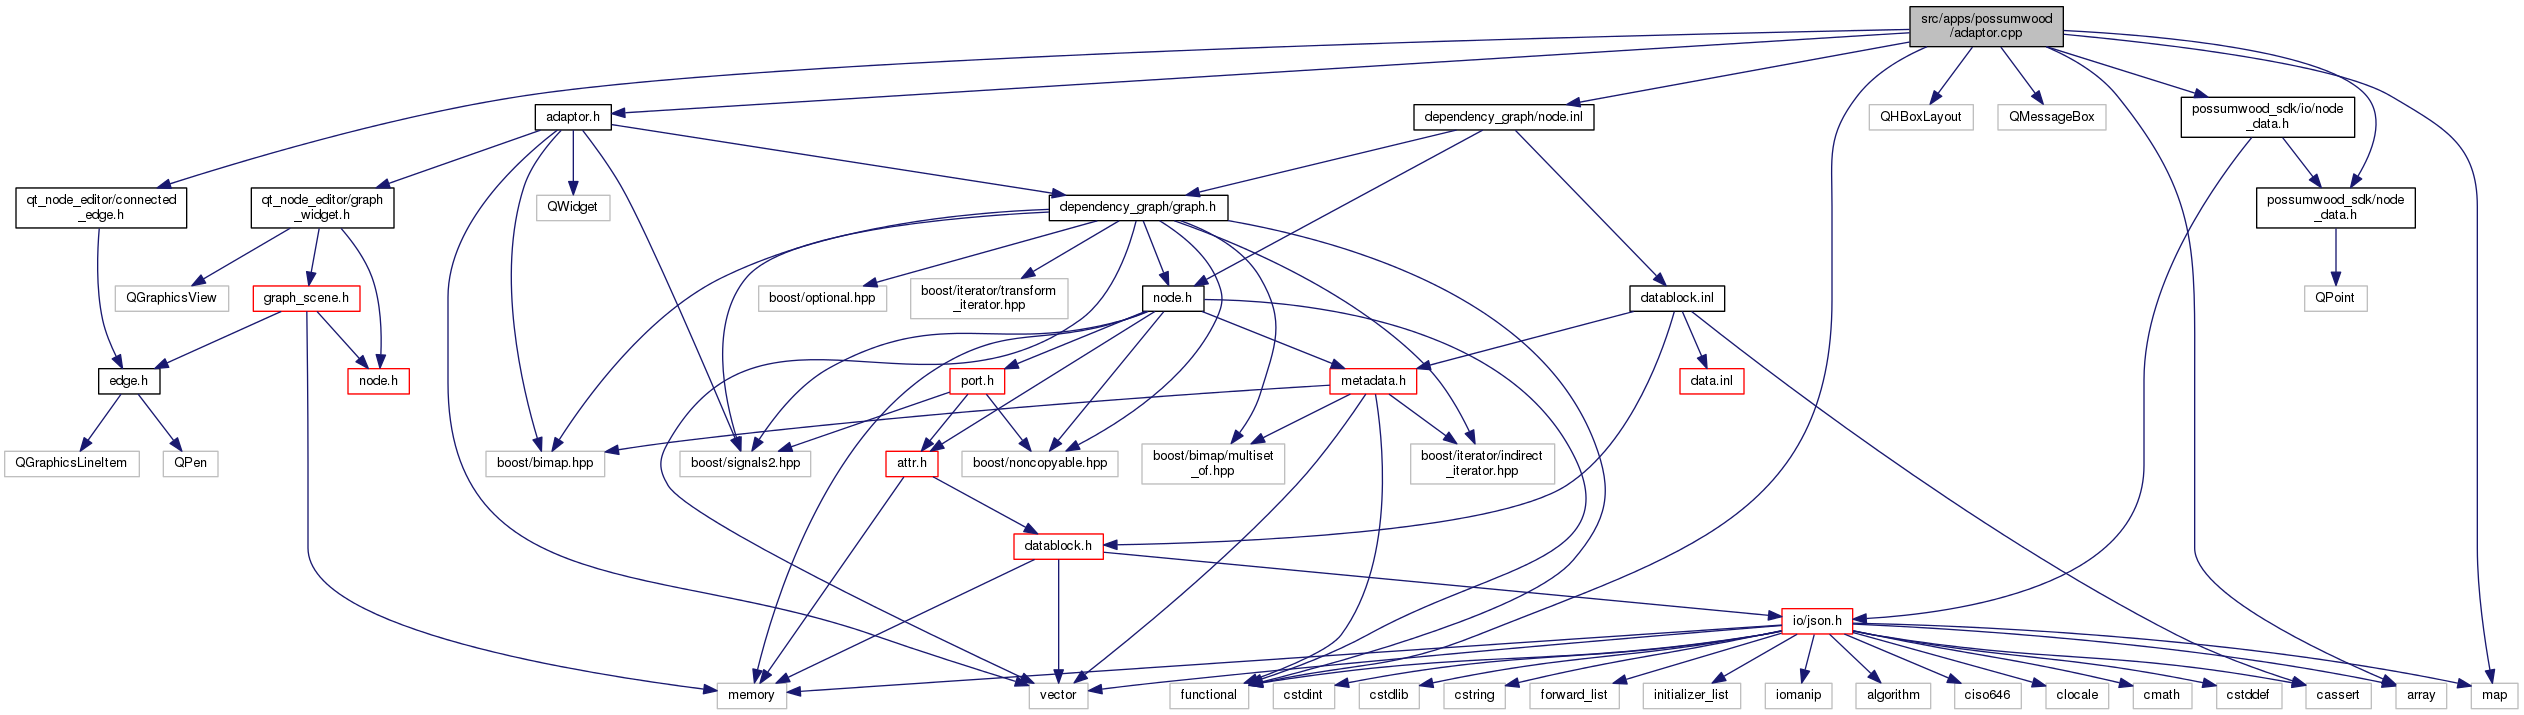 src/apps/possumwood
/adaptor.cpp
adaptor.h
dependency_graph/node.inl
QHBoxLayout
QMessageBox
possumwood_sdk/io/node
_data.h
qt_node_editor/connected
_edge.h
qt_node_editor/graph
_widget.h
QWidget
dependency_graph/graph.h
possumwood_sdk/node
_data.h
QGraphicsView
graph_scene.h
boost/optional.hpp
boost/iterator/transform
_iterator.hpp
node.h
datablock.inl
QPoint
edge.h
node.h
port.h
metadata.h
data.inl
QGraphicsLineItem
QPen
boost/bimap.hpp
boost/signals2.hpp
attr.h
boost/noncopyable.hpp
boost/bimap/multiset
_of.hpp
boost/iterator/indirect
_iterator.hpp
datablock.h
io/json.h
memory
vector
functional
cstdint
cstdlib
cstring
forward_list
initializer_list
iomanip
algorithm
ciso646
clocale
cmath
cstddef
cassert
array
map